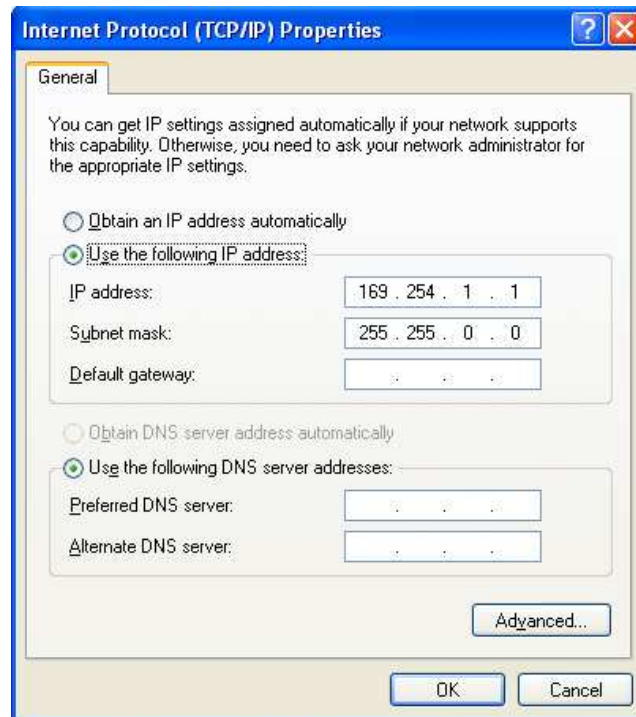 Internet Protocol (TCP/IP) Properties
General
You can get IP settings assigned automatically if your network supports
this capability. Otherwise, you need to ask your network administrator for
the appropriate IP settings.
Obtain an IP address automatically
Use the following IP address:
IP address: 169 . 254 . 1 . 1
Subnet mask: 255 . 255 . 0 . 0
Default gateway: . . .
Obtain DNS server address automatically
Use the following DNS server addresses:
Preferred DNS server: . . .
Alternate DNS server: . . .
Advanced...
OK Cancel